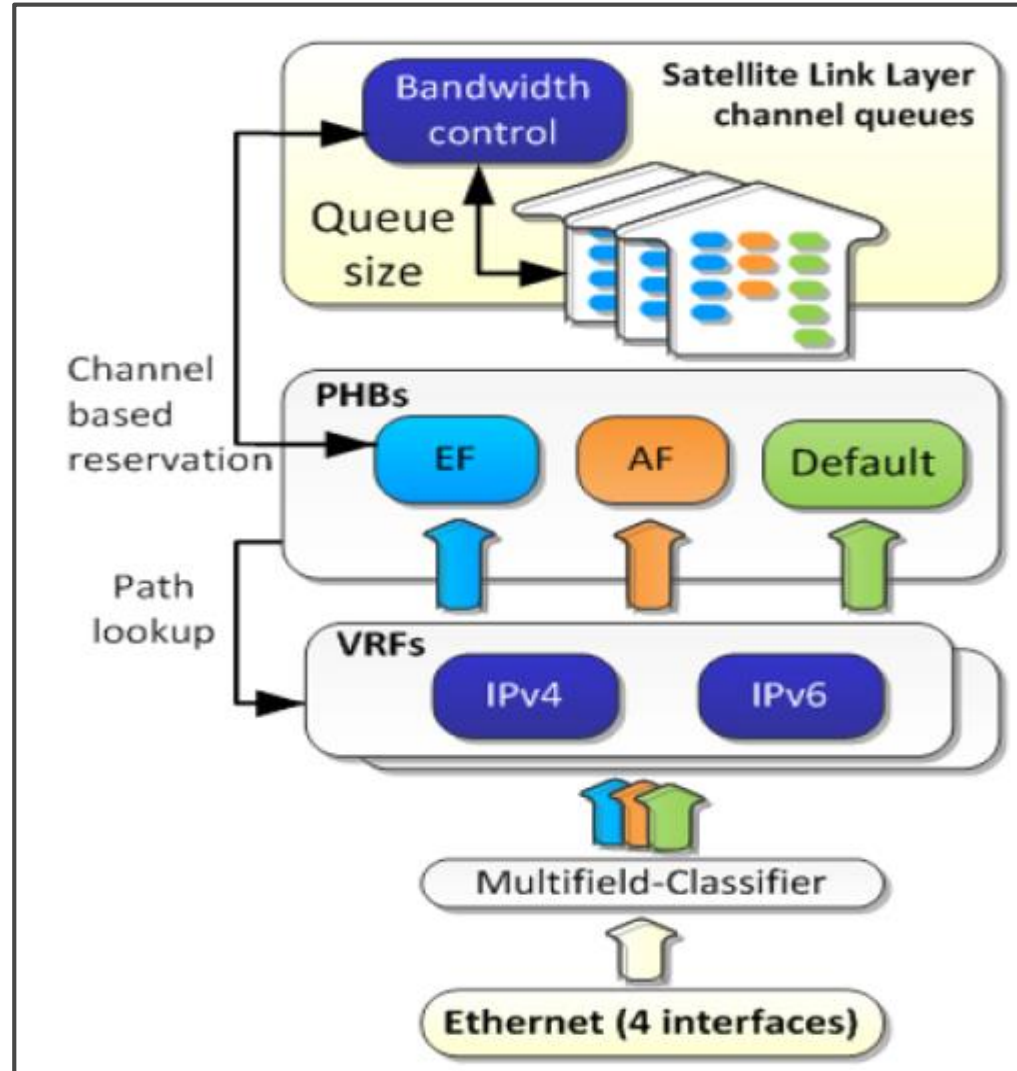 Satellite Link Layer
channel queues
Bandwidth
control
Queue
size
Channel
based
reservation
PHBs
EF
AF
Default
Path
lookup
VRFs
IPv4
IPv6
Multifield-Classifier
Ethernet (4 interfaces)